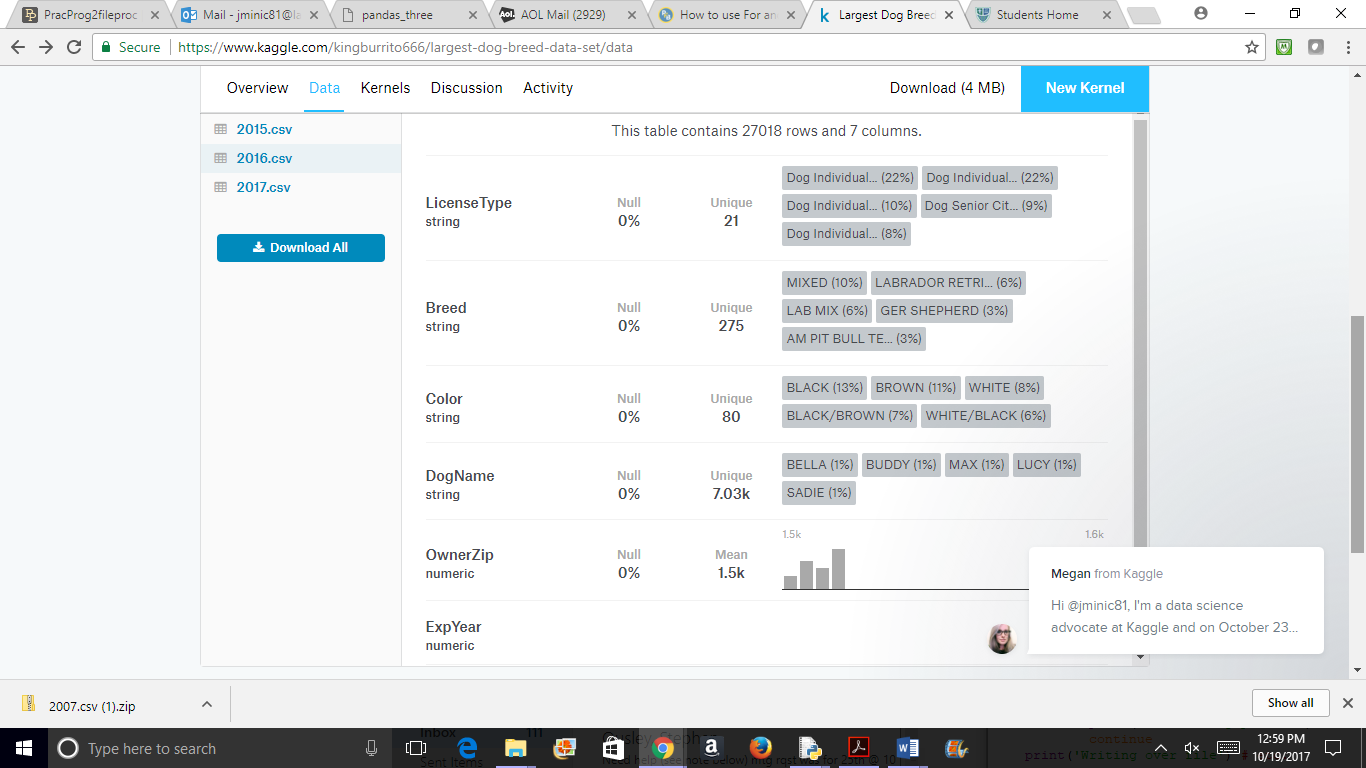 PracProg2fileproc
Mail - jminic81@la
pandas_three
AOL Mail (2929)
How to use For an
Largest Dog Breed
Students Home
Secure
https://www.kaggle.com/kingburrito666/largest-dog-breed-data-set/data
Overview Data Kernels Discussion Activity Download (4 MB) New Kernel
2015.csv
2016.csv
2017.csv
Download All
This table contains 27018 rows and 7 columns.
LicenseType
string
Null
0%
Unique
21
Dog Individual... (22%) Dog Individual... (22%)
Dog Individual... (10%) Dog Senior Cit... (9%)
Dog Individual... (8%)
Breed
string
Null
0%
Unique
275
MIXED (10%) LABRADOR RETRI... (6%)
LAB MIX (6%) GER SHEPHERD (3%)
AM PIT BULL TE... (3%)
Color
string
Null
0%
Unique
80
BLACK (13%) BROWN (11%) WHITE (8%)
BLACK/BROWN (7%) WHITE/BLACK (6%)
DogName
string
Null
0%
Unique
7.03k
BELLA (1%) BUDDY (1%) MAX (1%) LUCY (1%)
SADIE (1%)
OwnerZip
numeric
Null
0%
Mean
1.5k
1.5k 1.6k
ExpYear
numeric
Megan from Kaggle
Hi @jminic81, I'm a data science
advocate at Kaggle and on October 23...
2007.csv (1).zip
Show all
Type here to search
Inbox 111
Sent Items
continue
print('Writing over file')
12:59 PM
10/19/2017